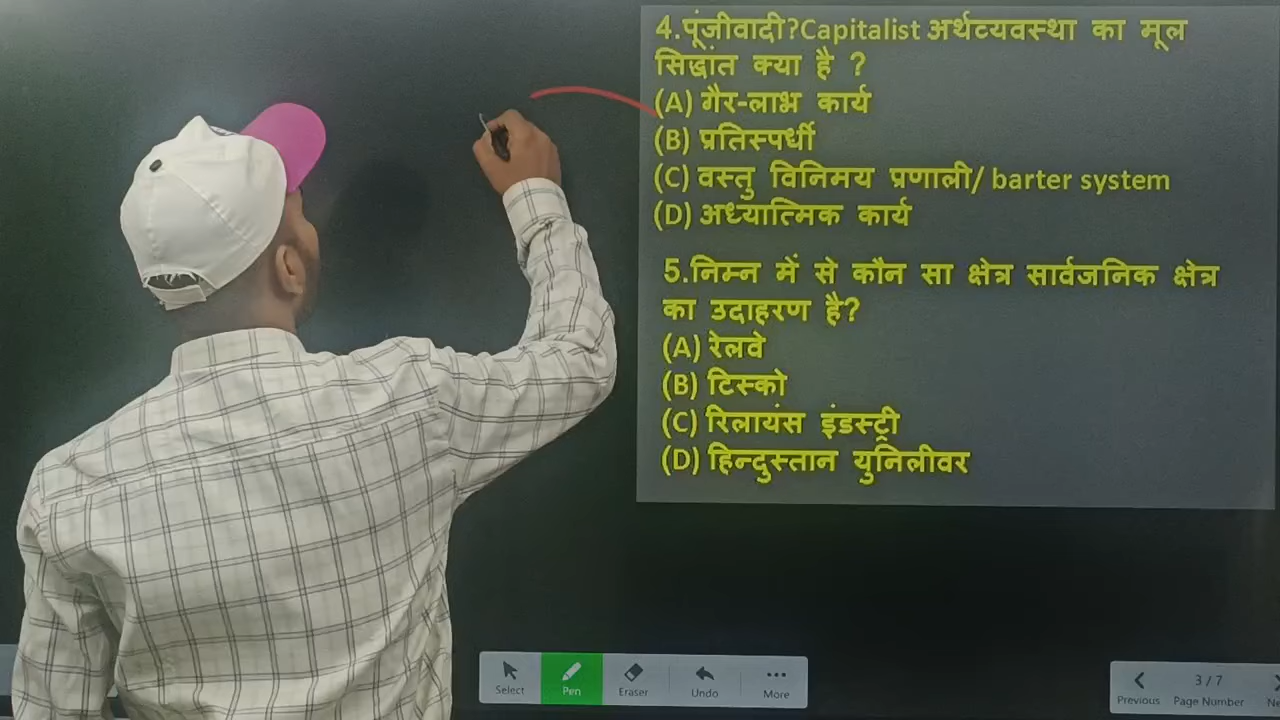 4.पूंजीवादी?Capitalist अर्थव्यवस्था का मूल
सिद्धांत क्या है ?
(A) गैर-लाभ कार्य
(B) प्रतिस्पर्धी
(C) वस्तु विनिमय प्रणाली/ barter system
(D) अध्यात्मिक कार्य
5.निम्न में से कौन सा क्षेत्र सार्वजनिक क्षेत्र
का उदाहरण है?
(A) रेलवे
(B) टिस्को
(C) रिलायंस इंडस्ट्री
(D) हिन्दुस्तान युनिलीवर
Select Pen Eraser Undo More
3 / 7
Previous Page Number